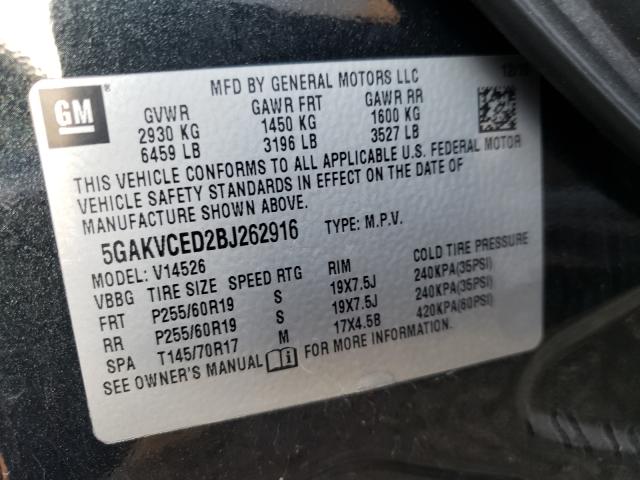 MFD BY GENERAL MOTORS LLC
GM
GVWR GAWR FRT GAWR RR
2930 KG 1450 KG 1600 KG
6459 LB 3196 LB 3527 LB
THIS VEHICLE CONFORMS TO ALL APPLICABLE U.S. FEDERAL MOTOR
VEHICLE SAFETY STANDARDS IN EFFECT ON THE DATE OF
MANUFACTURE SHOWN ABOVE.
5GAKVCED2BJ262916 TYPE: M.P.V.
MODEL: V14526
VBBG TIRE SIZE SPEED RTG RIM COLD TIRE PRESSURE
FRT P255/60R19 S 19X7.5J 240KPA(35PSI)
RR P255/60R19 S 19X7.5J 240KPA(35PSI)
SPA T145/70R17 M 17X4.5B 420KPA(60PSI)
SEE OWNER'S MANUAL FOR MORE INFORMATION.